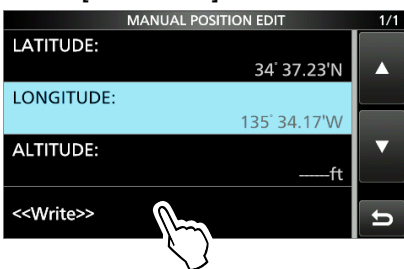 MANUAL POSITION EDIT 1/1
LATITUDE:
34°37.23'N
LONGITUDE:
135°34.17'W
ALTITUDE:
------ft
<<Write>>